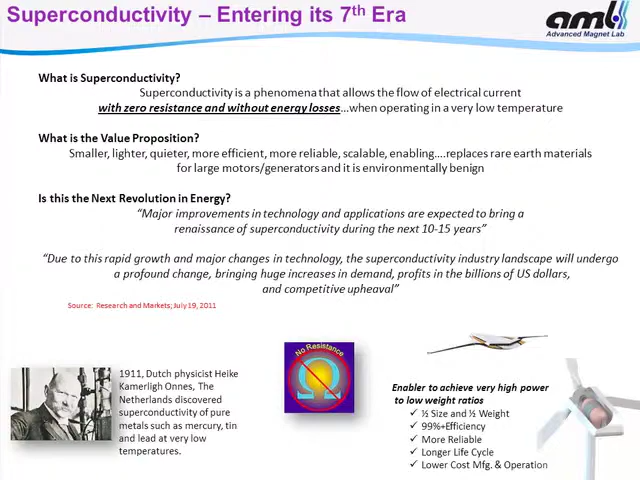 Superconductivity – Entering its 7th Era
aml
Advanced Magnet Lab
What is Superconductivity?
Superconductivity is a phenomena that allows the flow of electrical current
with zero resistance and without energy losses…when operating in a very low temperature
What is the Value Proposition?
Smaller, lighter, quieter, more efficient, more reliable, scalable, enabling….replaces rare earth materials
for large motors/generators and it is environmentally benign
Is this the Next Revolution in Energy?
“Major improvements in technology and applications are expected to bring a
renaissance of superconductivity during the next 10-15 years”
“Due to this rapid growth and major changes in technology, the superconductivity industry landscape will undergo
a profound change, bringing huge increases in demand, profits in the billions of US dollars,
and competitive upheaval”
Source: Research and Markets; July 19, 2011
1911, Dutch physicist Heike
Kamerligh Onnes, The
Netherlands discovered
superconductivity of pure
metals such as mercury, tin
and lead at very low
temperatures.
No Resistance
Ω
Enabler to achieve very high power
to low weight ratios
✓ ½ Size and ½ Weight
✓ 99%+Efficiency
✓ More Reliable
✓ Longer Life Cycle
✓ Lower Cost Mfg. & Operation